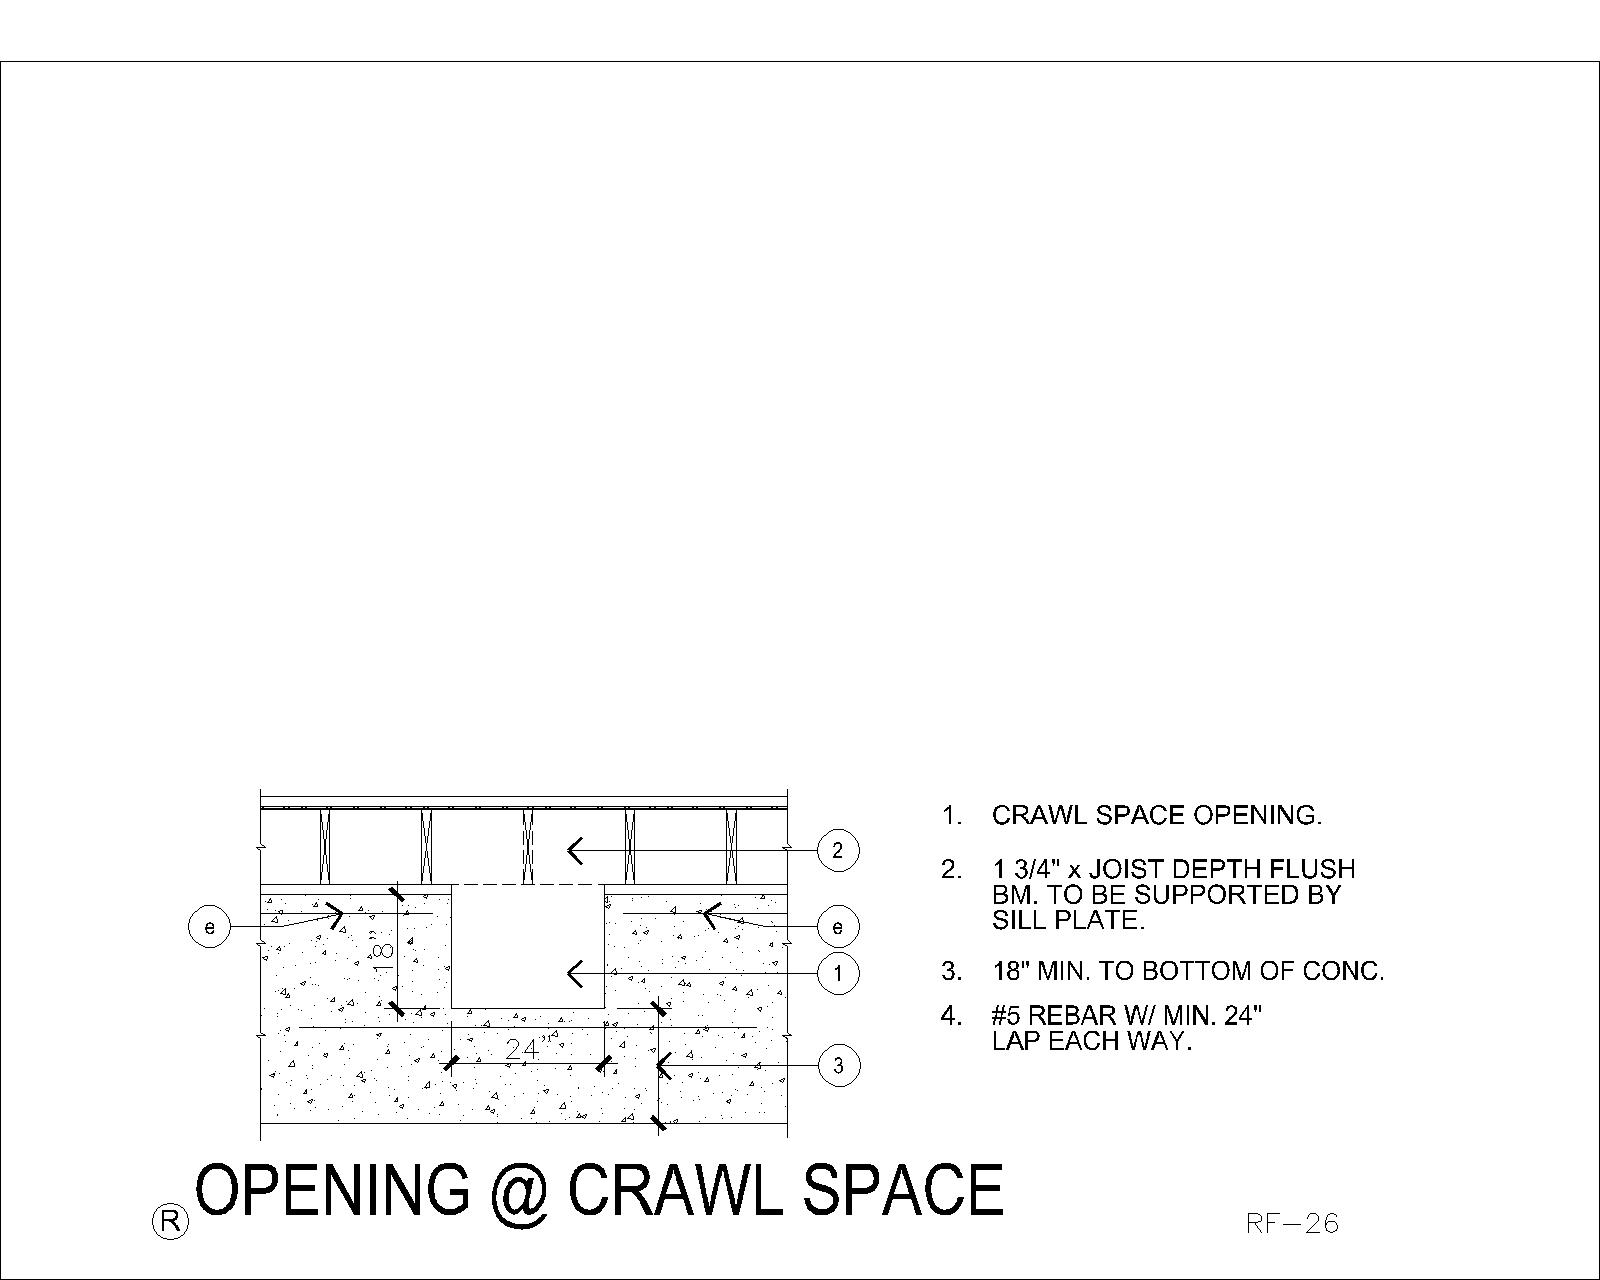 2
e
e
18"
1
24"
3
1. CRAWL SPACE OPENING.
2. 1 3/4" x JOIST DEPTH FLUSH
BM. TO BE SUPPORTED BY
SILL PLATE.
3. 18" MIN. TO BOTTOM OF CONC.
4. #5 REBAR W/ MIN. 24"
LAP EACH WAY.
R OPENING @ CRAWL SPACE
RF-26